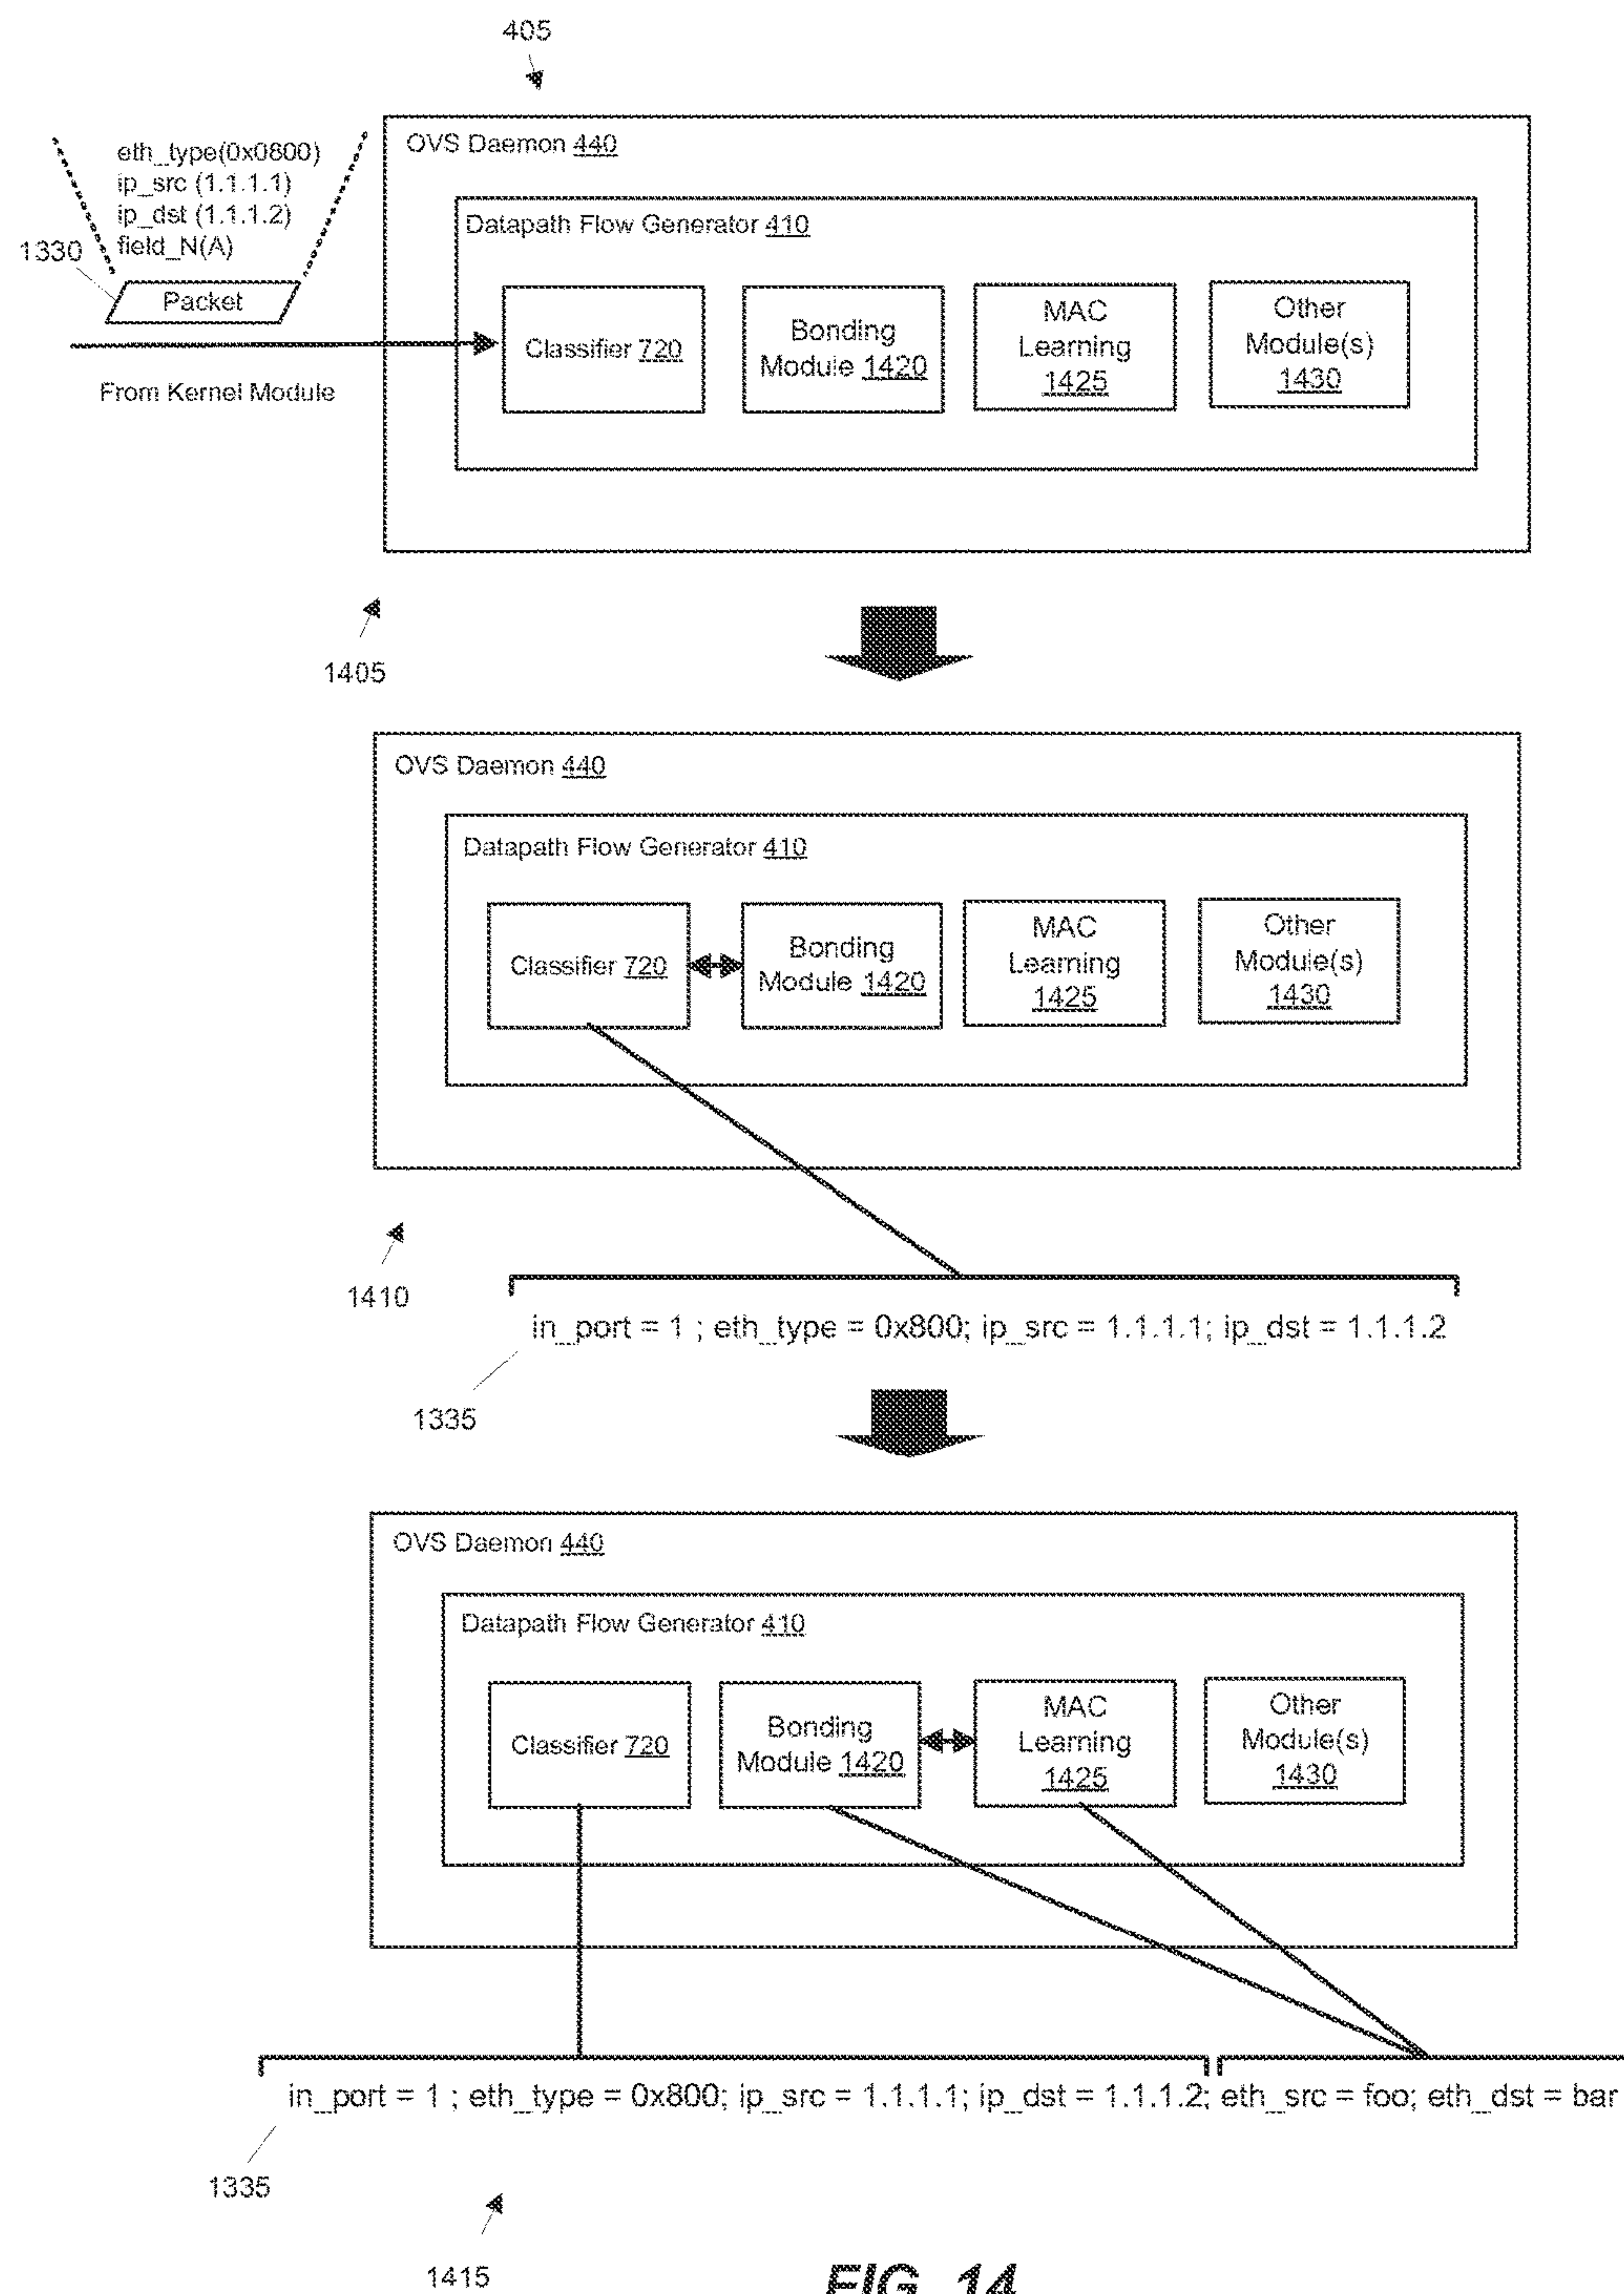 405
eth_type(0x0800)
ip_src (1.1.1.1)
ip_dst (1.1.1.2)
field_N(A)
1330
Packet
From Kernel Module
OVS Daemon 440
Datapath Flow Generator 410
Classifier 720
Bonding
Module 1420
MAC
Learning
1425
Other
Module(s)
1430
1405
OVS Daemon 440
Datapath Flow Generator 410
Classifier 720
Bonding
Module 1420
MAC
Learning
1425
Other
Module(s)
1430
1410
in_port = 1 ; eth_type = 0x800; ip_src = 1.1.1.1; ip_dst = 1.1.1.2
1335
OVS Daemon 440
Datapath Flow Generator 410
Classifier 720
Bonding
Module 1420
MAC
Learning
1425
Other
Module(s)
1430
in_port = 1 ; eth_type = 0x800; ip_src = 1.1.1.1; ip_dst = 1.1.1.2; eth_src = foo; eth_dst = bar
1335
1415
FIG. 14